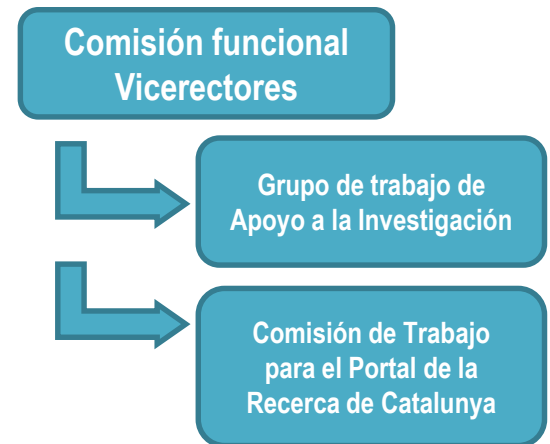 Comisión funcional
Vicerectores
Grupo de trabajo de
Apoyo a la Investigación
Comisión de Trabajo
para el Portal de la
Recerca de Catalunya